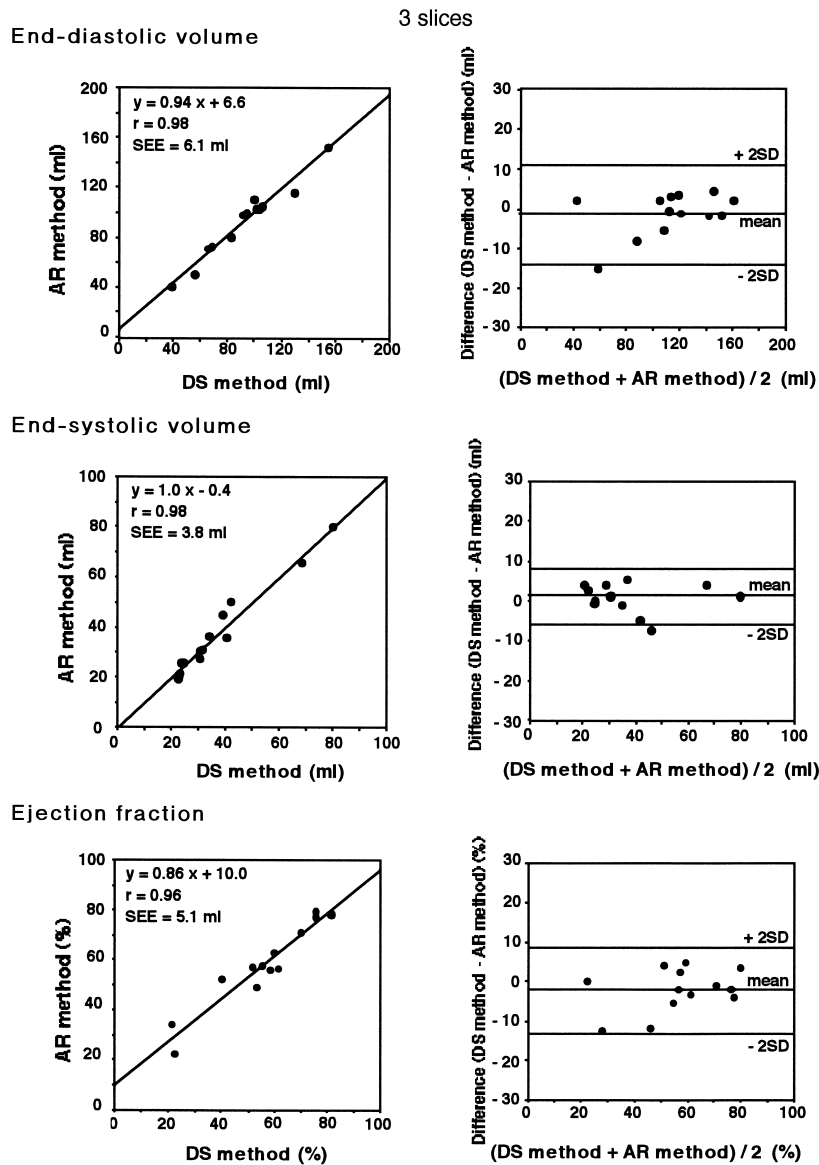 3 slices
End-diastolic volume
200
160
120
80
40
0
y = 0.94 x + 6.6
r = 0.98
SEE = 6.1 ml
AR method (ml)
0 40 80 120 160 200
DS method (ml)
Difference (DS method - AR method) (ml)
30
20
10
0
- 10
- 20
- 30
+ 2SD
mean
- 2SD
0 40 80 120 160 200
(DS method + AR method) / 2 (ml)
End-systolic volume
100
80
60
40
20
0
y = 1.0 x - 0.4
r = 0.98
SEE = 3.8 ml
AR method (ml)
0 20 40 60 80 100
DS method (ml)
Difference (DS method - AR method) (ml)
30
20
10
0
- 10
- 20
- 30
mean
- 2SD
0 20 40 60 80 100
(DS method + AR method) / 2 (ml)
Ejection fraction
100
80
60
40
20
0
y = 0.86 x + 10.0
r = 0.96
SEE = 5.1 ml
AR method (%)
0 20 40 60 80 100
DS method (%)
Difference (DS method - AR method) (%)
30
20
10
0
- 10
- 20
- 30
+ 2SD
mean
- 2SD
0 20 40 60 80 100
(DS method + AR method) / 2 (%)